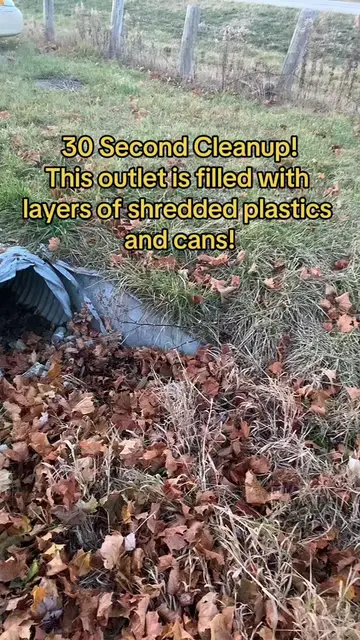 30 Second Cleanup!
This outlet is filled with
layers of shredded plastics
and cans!